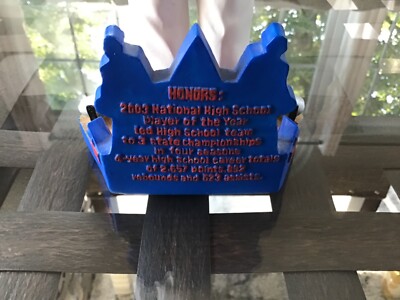 HONORS:
2003 National High School
Player of the Year
Led High School team
to 3 state championships
in four seasons
4-year high school career totals
of 2,657 points, 892
rebounds and 523 assists.